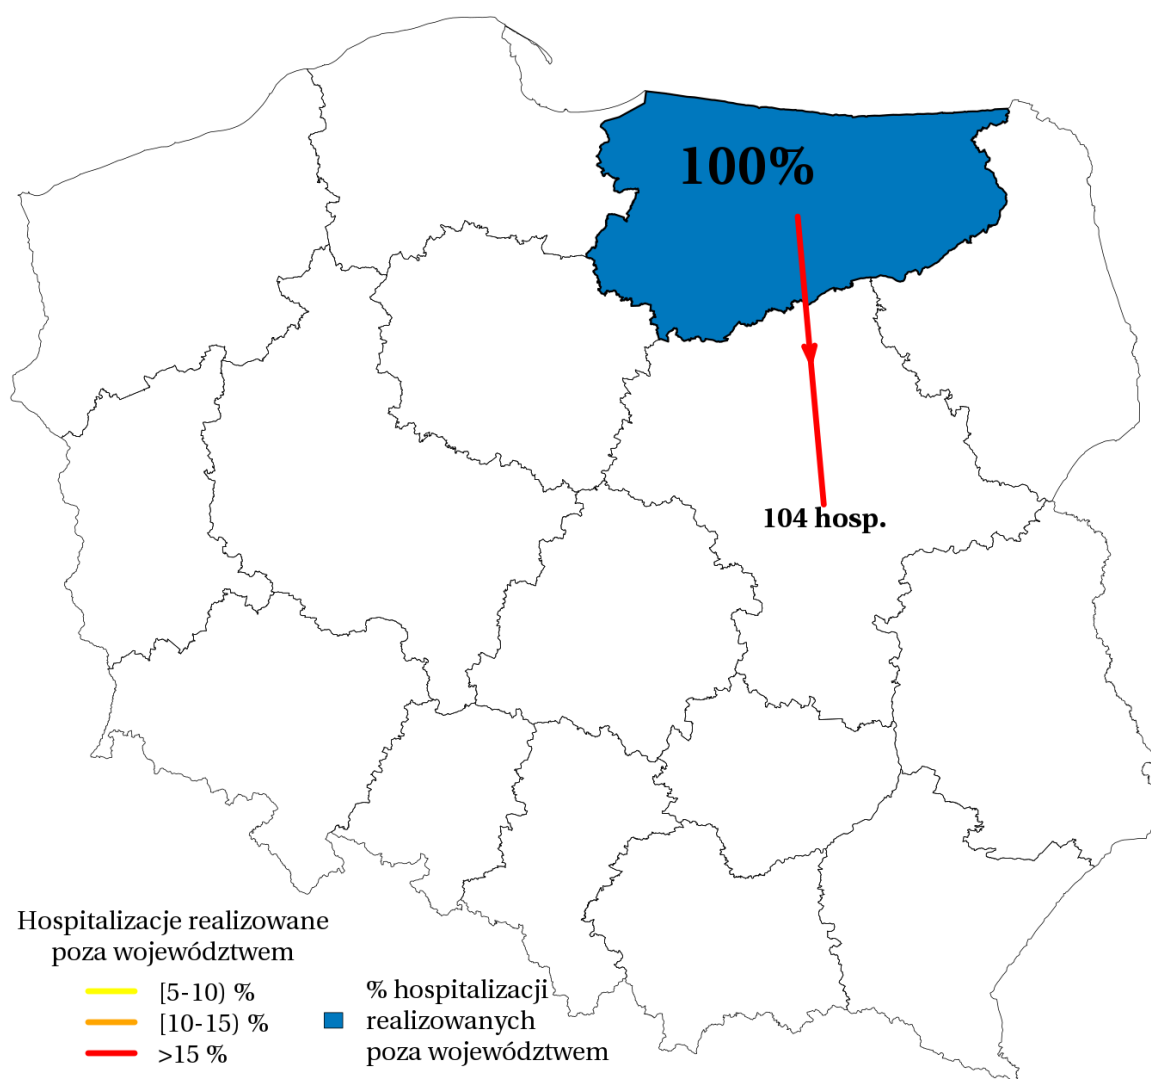 100%
104 hosp.
Hospitalizacje realizowane
poza województwem
[5-10) %
[10-15) %
>15 %
% hospitalizacji
realizowanych
poza województwem